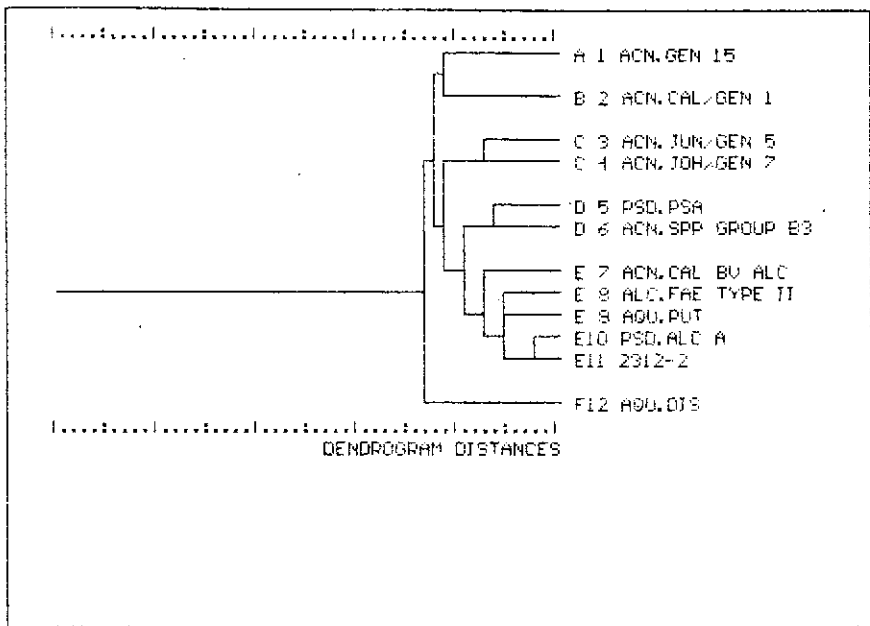 A 1 ACN.GEN 15
B 2 ACN.CAL/GEN 1
C 3 ACN.JUN/GEN 5
C 4 ACN.JOH/GEN 7
D 5 PSD.PSA
D 6 ACN.SPP GROUP B3
E 7 ACN.CAL BV ALC
E 8 ALC.FAE TYPE II
E 9 AQU.PUT
E10 PSD.ALC A
E11 2312-2
F12 AQU.DIS
DENDROGRAM DISTANCES